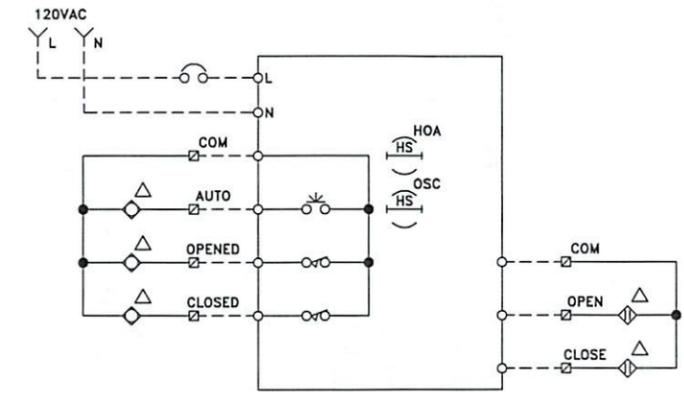 120VAC
L N
L
N
COM
HOA
HS
AUTO
OSC
HS
OPENED
COM
CLOSED
OPEN
CLOSE